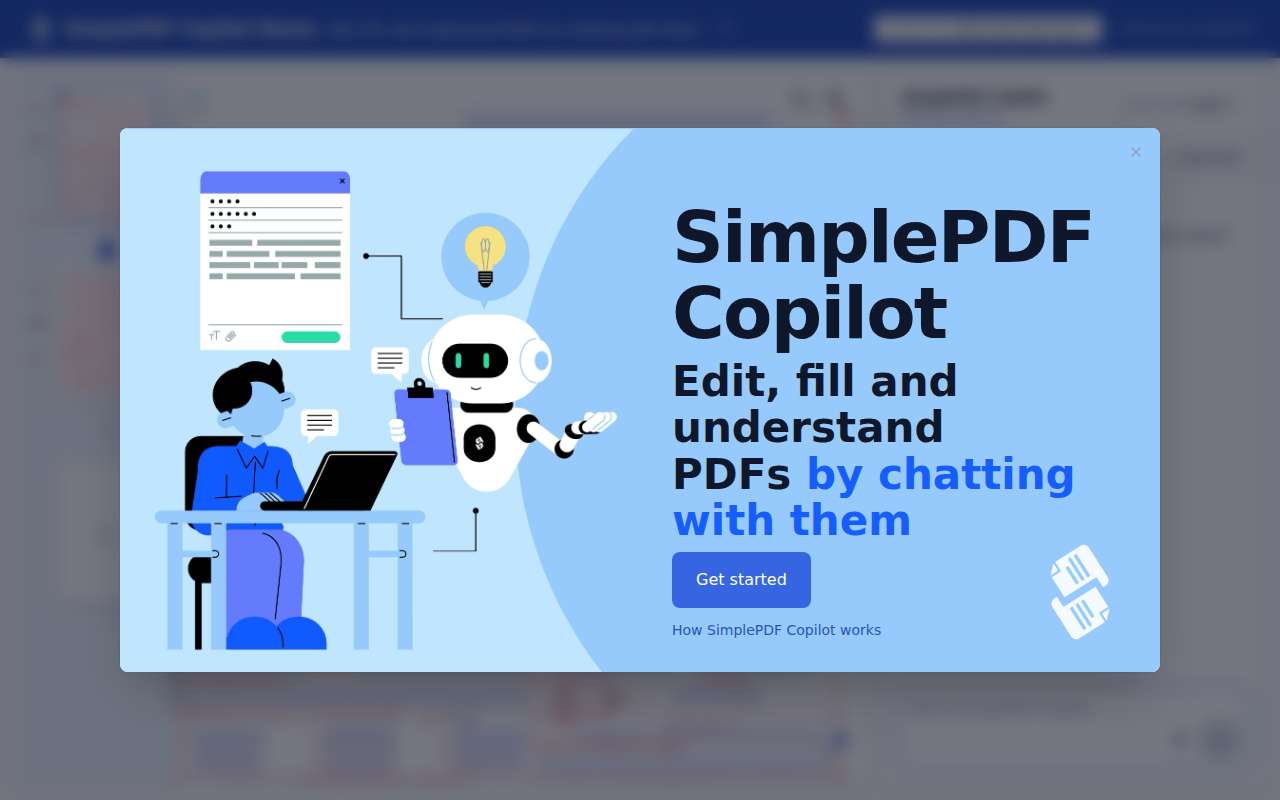 SimplePDF
Copilot
Edit, fill and
understand
PDFs by chatting
with them
Get started
How SimplePDF Copilot works